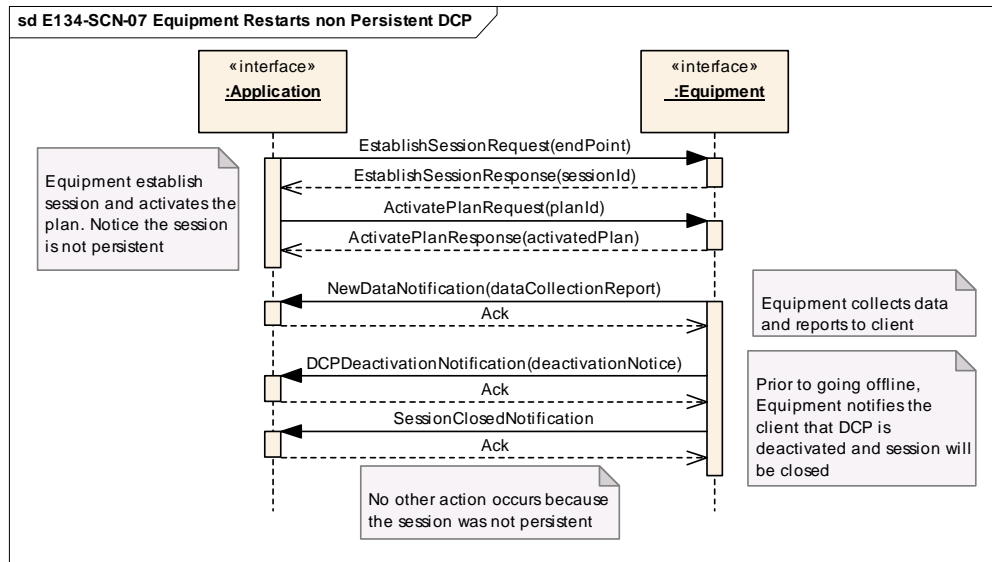 sd E134-SCN-07 Equipment Restarts non Persistent DCP
«interface»
:Application
«interface»
:Equipment
EstablishSessionRequest(endPoint)
Equipment establish
session and activates the
plan. Notice the session
is not persistent
EstablishSessionResponse(sessionId)
ActivatePlanRequest(planId)
ActivatePlanResponse(activatedPlan)
NewDataNotification(dataCollectionReport)
Ack
Equipment collects data
and reports to client
DCPDeactivationNotification(deactivationNotice)
Ack
SessionClosedNotification
Ack
Prior to going offline,
Equipment notifies the
client that DCP is
deactivated and session will
be closed
No other action occurs because
the session was not persistent